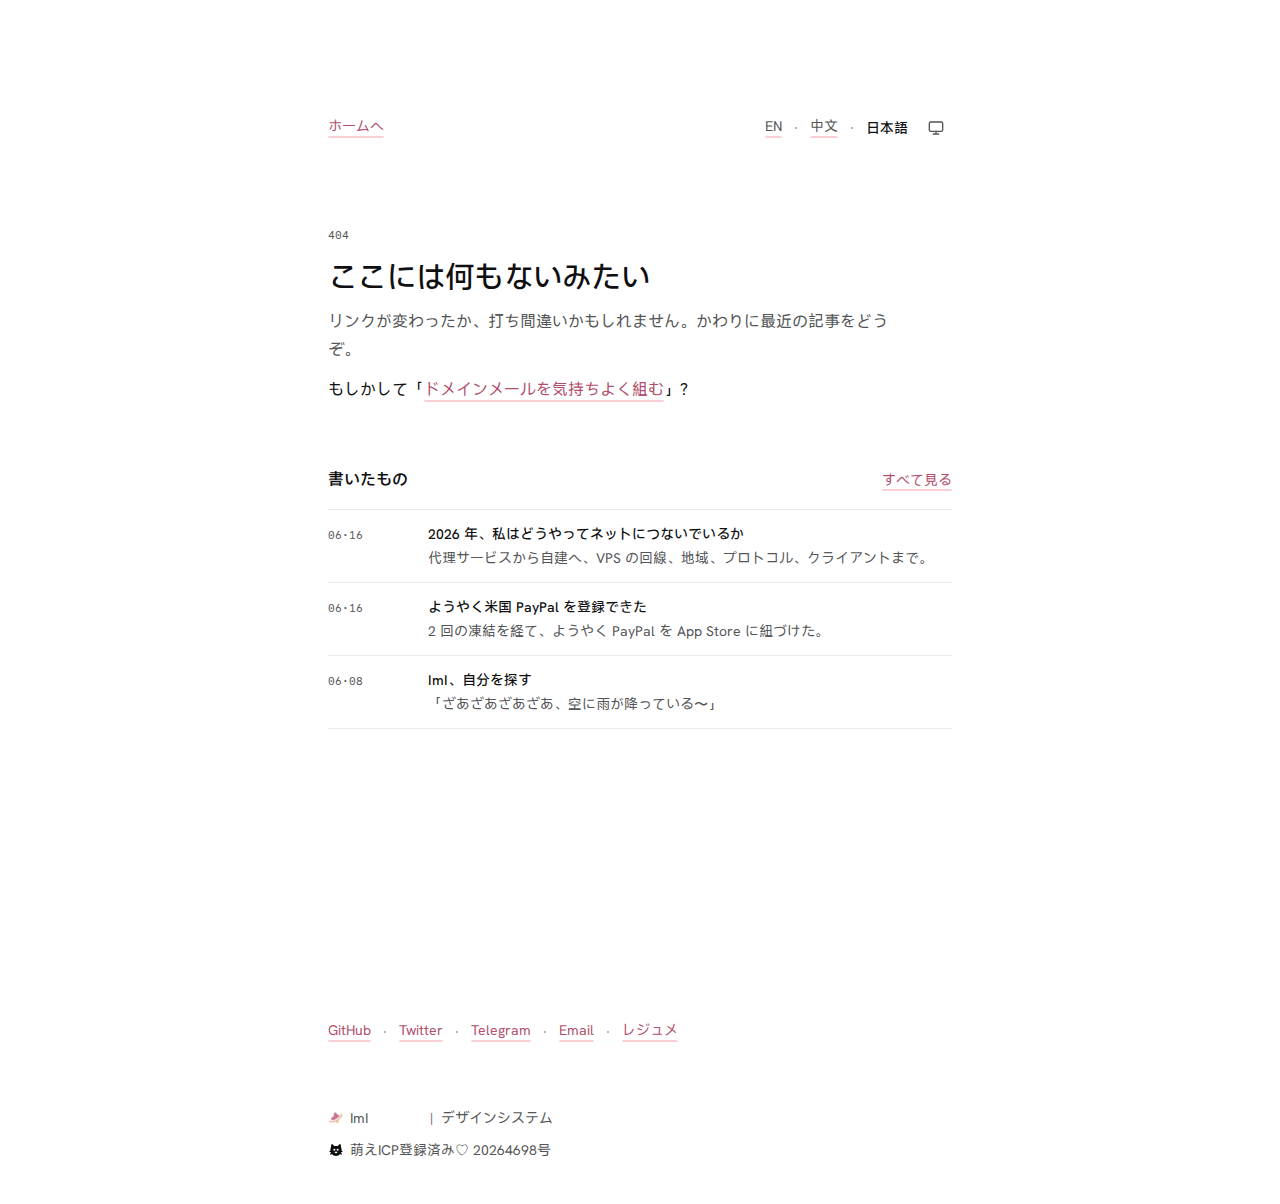 ホームへ
EN · 中文 · 日本語
404
ここには何もないみたい
リンクが変わったか、打ち間違いかもしれません。かわりに最近の記事をどう
ぞ。
もしかして「ドメインメールを気持ちよく組む」？
書いたもの
すべて見る
06·16
2026 年、私はどうやってネットにつないでいるか
代理サービスから自建へ、VPS の回線、地域、プロトコル、クライアントまで。
06·16
ようやく米国 PayPal を登録できた
2 回の凍結を経て、ようやく PayPal を App Store に紐づけた。
06·08
ImI、自分を探す
「ざあざあざあざあ、空に雨が降っている〜」
GitHub · Twitter · Telegram · Email · レジュメ
ImI | デザインシステム
萌えICP登録済み♡ 20264698号